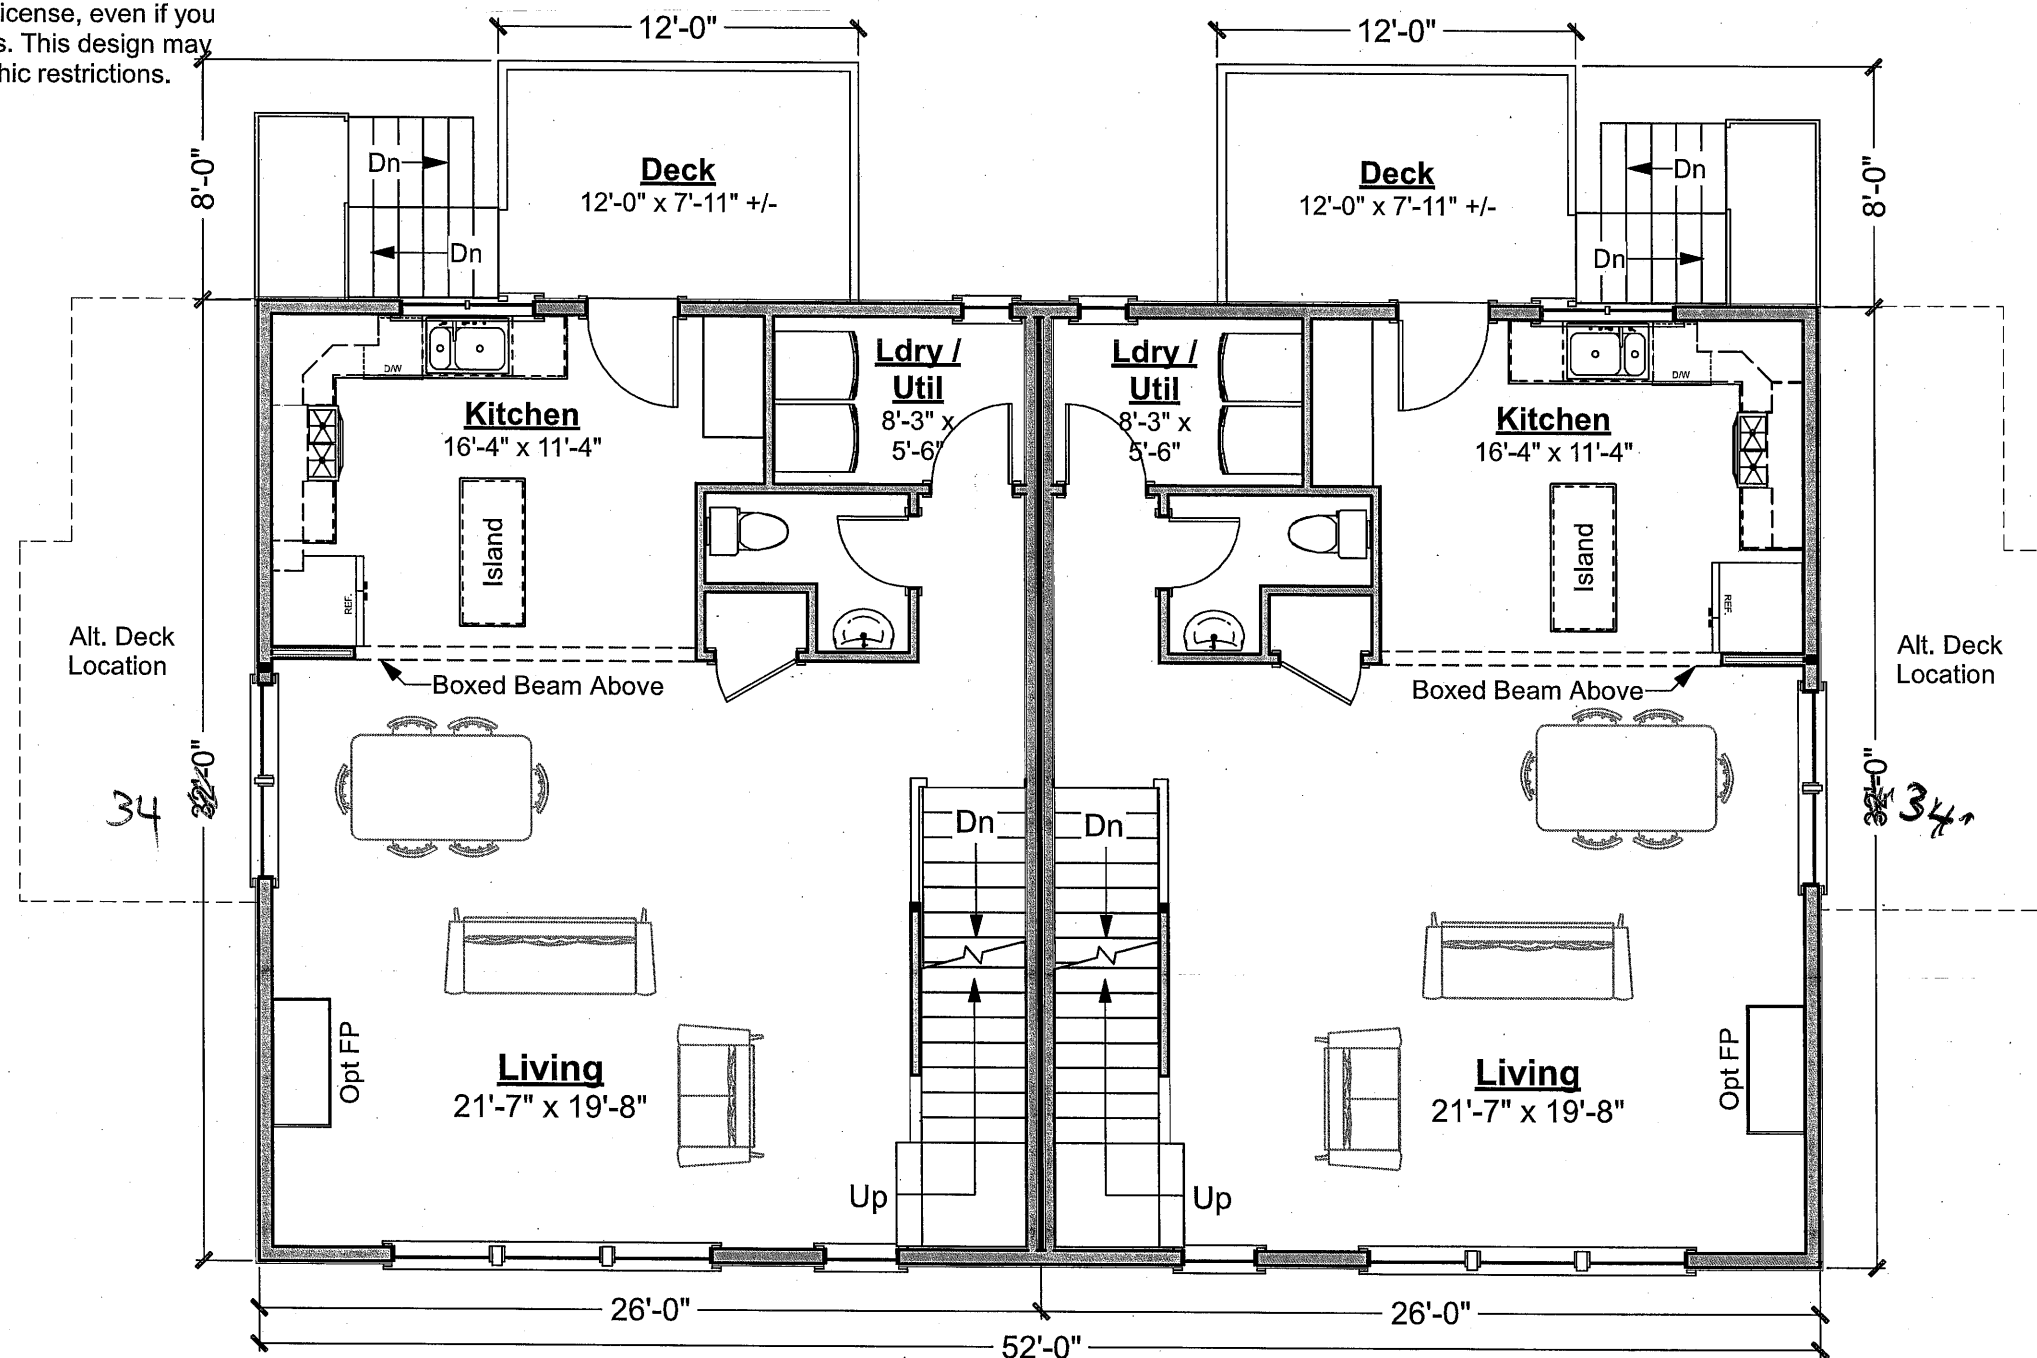 icense, even if you
s. This design may
hic restrictions.
12'-0"
12'-0"
8'-0"
8'-0"
Dn
Dn
Deck
12'-0" x 7'-11" +/-
Deck
12'-0" x 7'-11" +/-
Dn
Dn
D/W
Kitchen
16'-4" x 11'-4"
Ldry /
Util
8'-3" x
5'-6"
Ldry /
Util
8'-3" x
5'-6"
D/W
Kitchen
16'-4" x 11'-4"
Island
Island
REF.
REF.
Alt. Deck
Location
Boxed Beam Above
Boxed Beam Above
Alt. Deck
Location
34
32'-0"
32'-0"
34
Dn
Dn
Opt FP
Living
21'-7" x 19'-8"
Living
21'-7" x 19'-8"
Opt FP
Up
Up
26'-0"
26'-0"
52'-0"